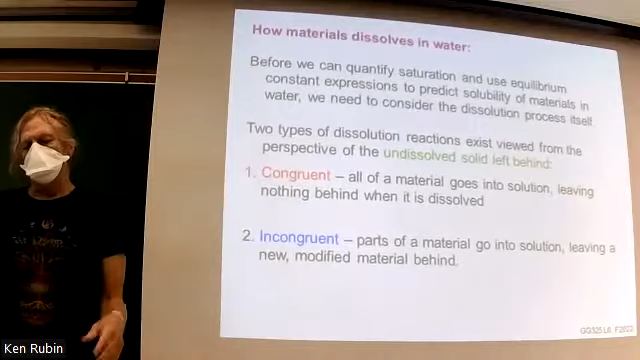 How materials dissolves in water:
Before we can quantify saturation and use equilibrium
constant expressions to predict solubility of materials in
water, we need to consider the dissolution process itself.
Two types of dissolution reactions exist viewed from the
perspective of the undissolved solid left behind:
1. Congruent – all of a material goes into solution, leaving
nothing behind when it is dissolved
2. Incongruent – parts of a material go into solution, leaving a
new, modified material behind.
GG325 L6, F2022
Ken Rubin